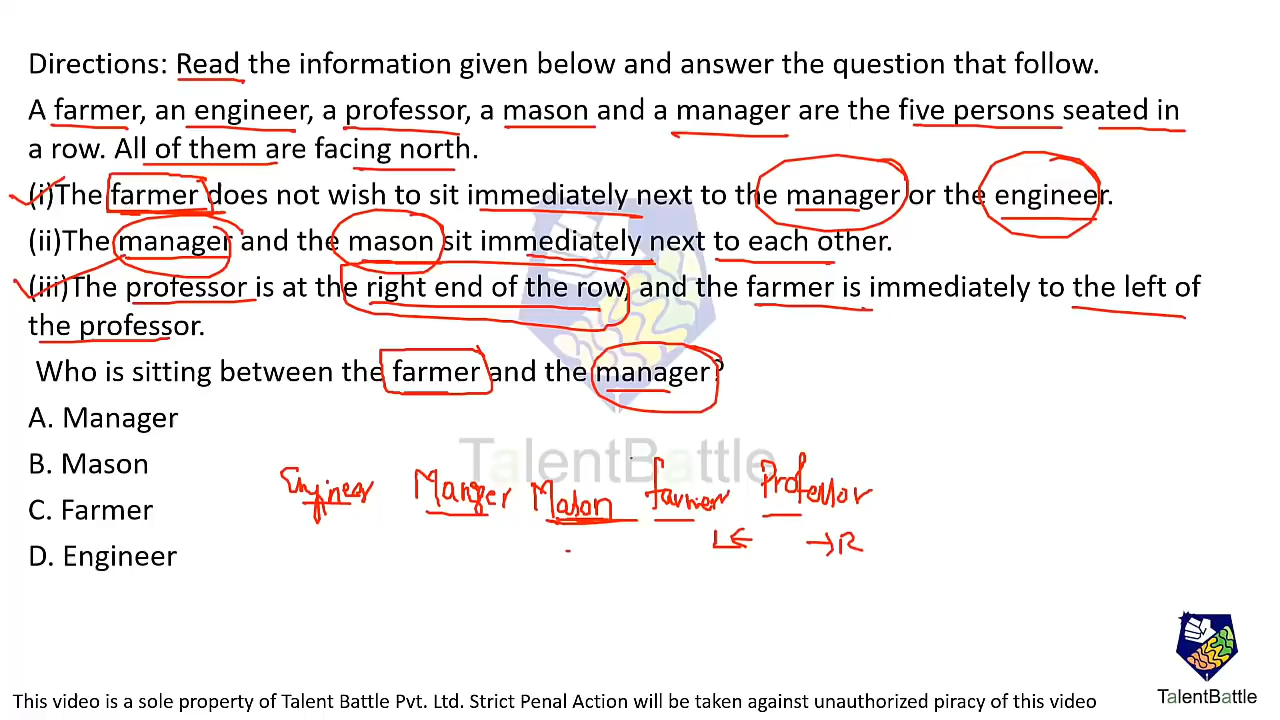 Directions: Read the information given below and answer the question that follow.
A farmer, an engineer, a professor, a mason and a manager are the five persons seated in
a row. All of them are facing north.
(i)The farmer does not wish to sit immediately next to the manager or the engineer.
(ii)The manager and the mason sit immediately next to each other.
(iii)The professor is at the right end of the row, and the farmer is immediately to the left of
the professor.
Who is sitting between the farmer and the manager?
A. Manager
TalentBattle
B. Mason
Engineer Manger Mason farmer Professor
C. Farmer
L← →R
D. Engineer
TalentBattle
This video is a sole property of Talent Battle Pvt. Ltd. Strict Penal Action will be taken against unauthorized piracy of this video